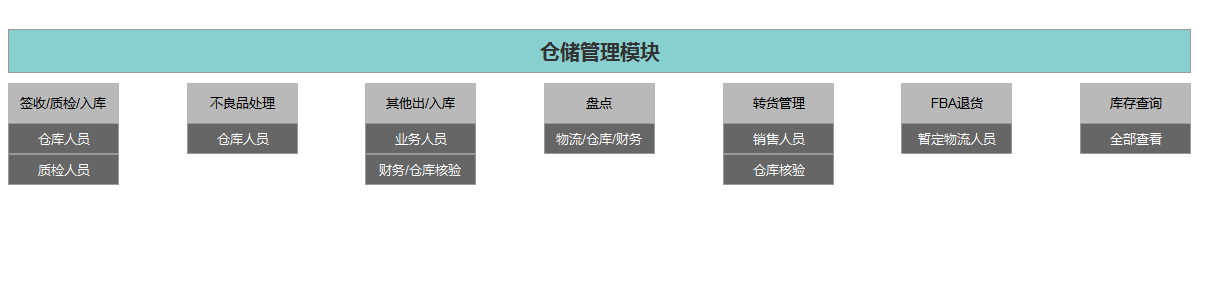 仓储管理模块
签收/质检/入库
不良品处理
其他出/入库
盘点
转货管理
FBA退货
库存查询
仓库人员
仓库人员
业务人员
物流/仓库/财务
销售人员
暂定物流人员
全部查看
质检人员
财务/仓库核验
仓库核验